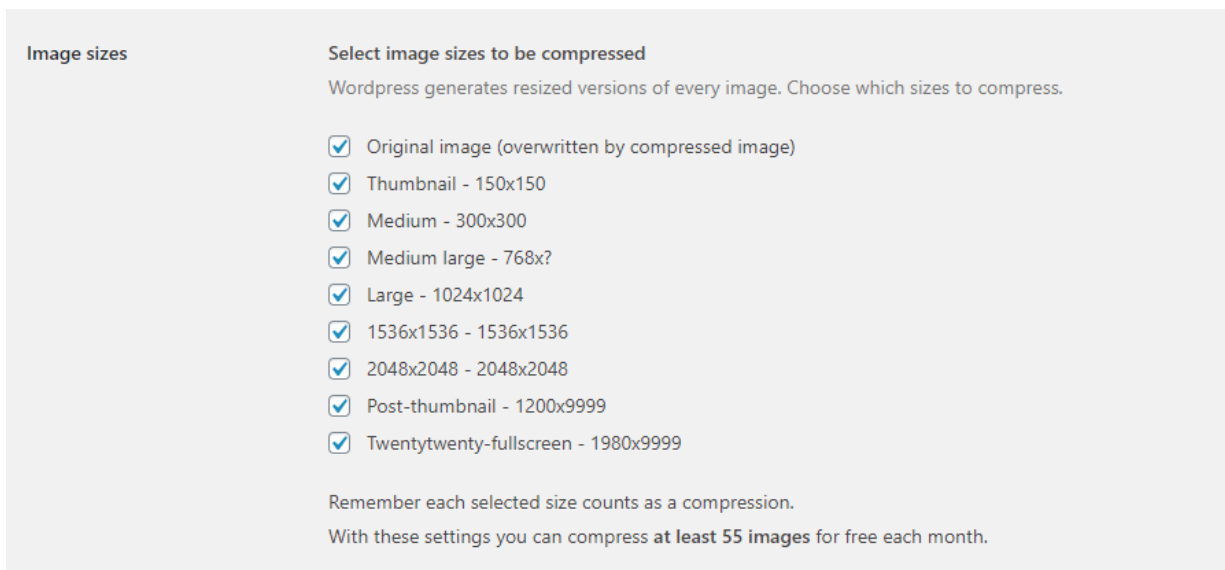 Image sizes
Select image sizes to be compressed
Wordpress generates resized versions of every image. Choose which sizes to compress.
Original image (overwritten by compressed image)
Thumbnail - 150x150
Medium - 300x300
Medium large - 768x?
Large - 1024x1024
1536x1536 - 1536x1536
2048x2048 - 2048x2048
Post-thumbnail - 1200x9999
Twentytwenty-fullscreen - 1980x9999
Remember each selected size counts as a compression.
With these settings you can compress at least 55 images for free each month.